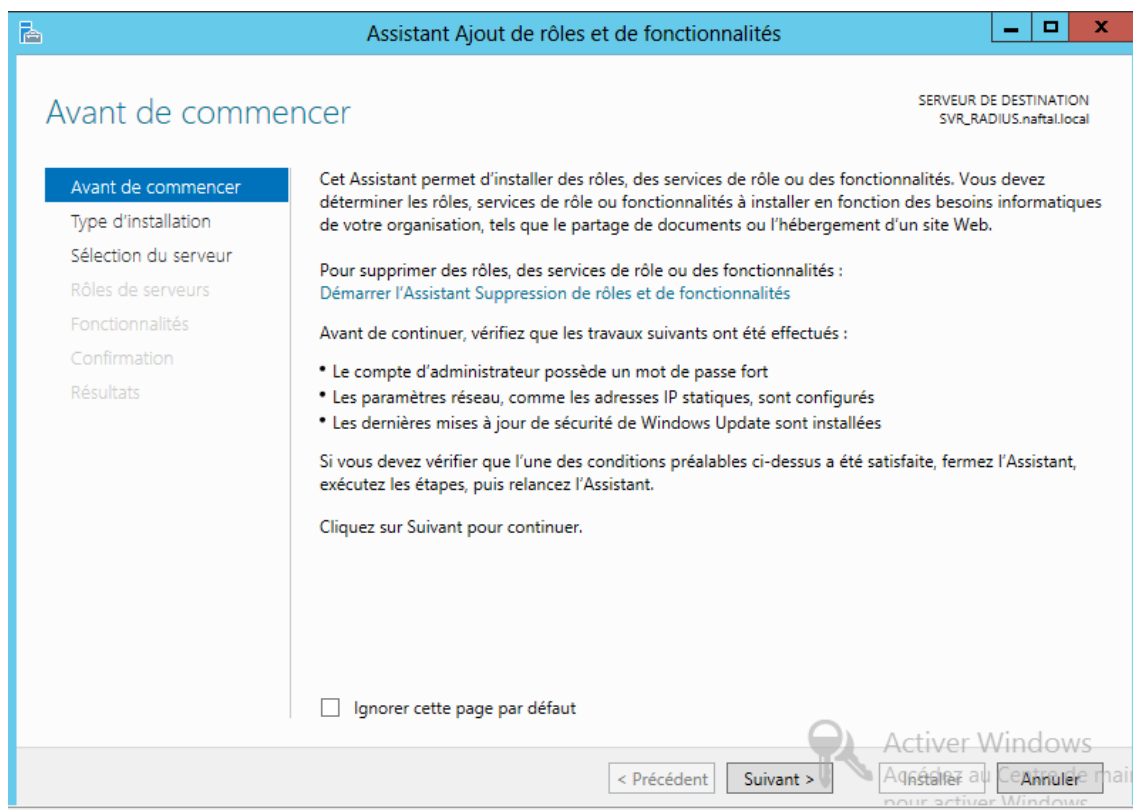 Assistant Ajout de rôles et de fonctionnalités
Avant de commencer
SERVEUR DE DESTINATION
SVR_RADIUS.naftal.local
Avant de commencer
Type d'installation
Sélection du serveur
Rôles de serveurs
Fonctionnalités
Confirmation
Résultats
Cet Assistant permet d'installer des rôles, des services de rôle ou des fonctionnalités. Vous devez
déterminer les rôles, services de rôle ou fonctionnalités à installer en fonction des besoins informatiques
de votre organisation, tels que le partage de documents ou l'hébergement d'un site Web.
Pour supprimer des rôles, des services de rôle ou des fonctionnalités :
Démarrer l'Assistant Suppression de rôles et de fonctionnalités
Avant de continuer, vérifiez que les travaux suivants ont été effectués :
• Le compte d'administrateur possède un mot de passe fort
• Les paramètres réseau, comme les adresses IP statiques, sont configurés
• Les dernières mises à jour de sécurité de Windows Update sont installées
Si vous devez vérifier que l'une des conditions préalables ci-dessus a été satisfaite, fermez l'Assistant,
exécutez les étapes, puis relancez l'Assistant.
Cliquez sur Suivant pour continuer.
Ignorer cette page par défaut
Activer Windows
Accédez au Centre de mai
pour activer Windows
< Précédent
Suivant >
Installer
Annuler